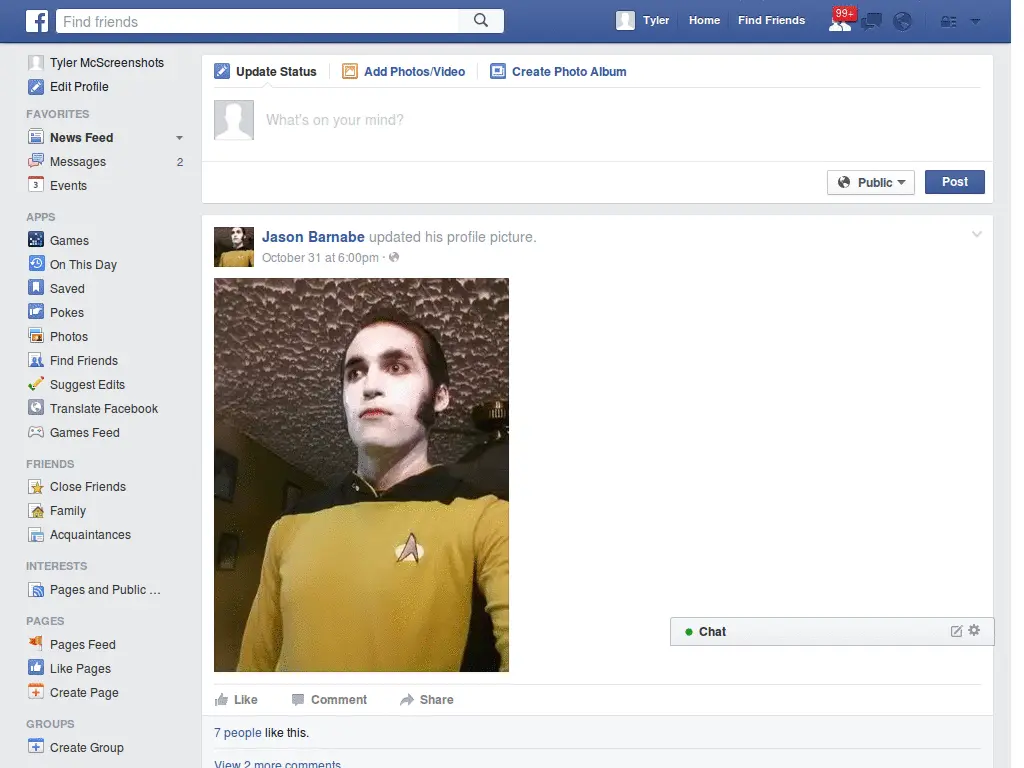 f Find friends Tyler Home Find Friends 99+
Tyler McScreenshots
Edit Profile
FAVORITES
News Feed
Messages 2
3 Events
APPS
Games
On This Day
Saved
Pokes
Photos
Find Friends
Suggest Edits
Translate Facebook
Games Feed
FRIENDS
Close Friends
Family
Acquaintances
INTERESTS
Pages and Public ...
PAGES
Pages Feed
Like Pages
Create Page
GROUPS
Create Group
Update Status Add Photos/Video Create Photo Album
What's on your mind?
Public Post
Jason Barnabe updated his profile picture.
October 31 at 6:00pm ·
Chat
Like Comment Share
7 people like this.
View 2 more comments